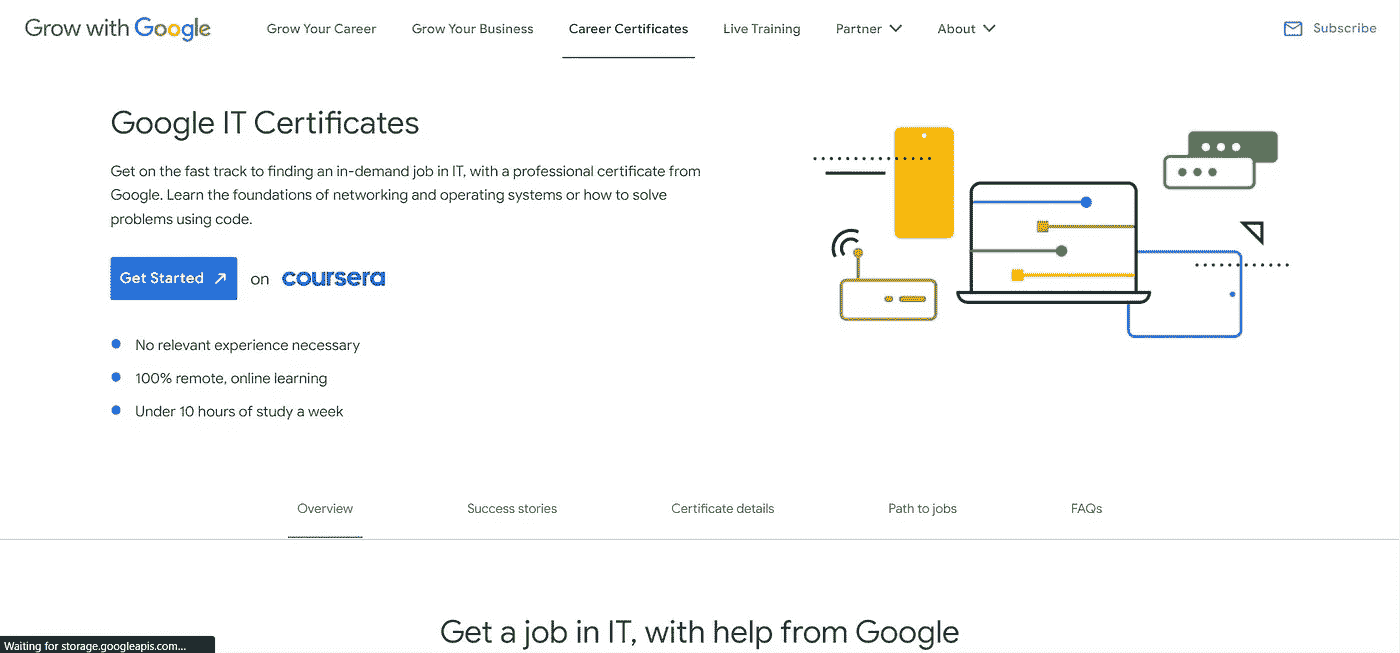 Grow with Google
Grow Your Career
Grow Your Business
Career Certificates
Live Training
Partner
About
Subscribe
Google IT Certificates
Get on the fast track to finding an in-demand job in IT, with a professional certificate from
Google. Learn the foundations of networking and operating systems or how to solve
problems using code.
Get Started on coursera
No relevant experience necessary
100% remote, online learning
Under 10 hours of study a week
Overview
Success stories
Certificate details
Path to jobs
FAQs
Get a job in IT, with help from Google
Waiting for storage.googleapis.com...